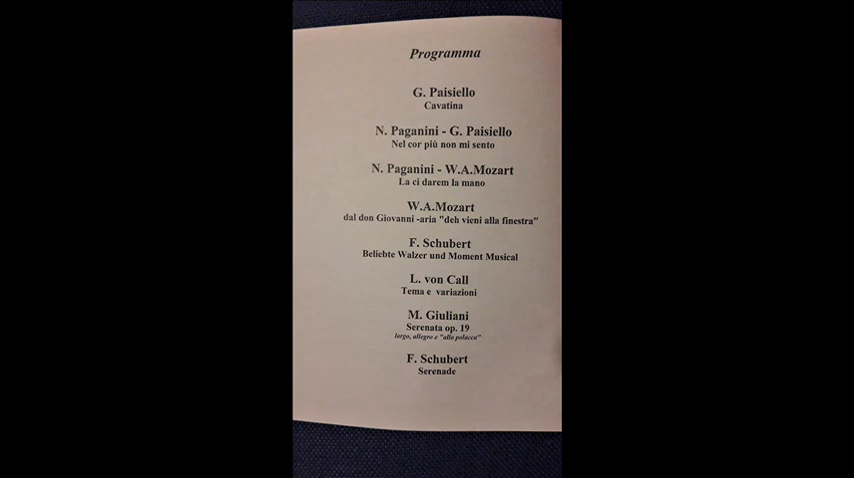 Programma
G. Paisiello
Cavatina
N. Paganini - G. Paisiello
Nel cor più non mi sento
N. Paganini - W.A.Mozart
La ci darem la mano
W.A.Mozart
dal don Giovanni -aria "deh vieni alla finestra"
F. Schubert
Beliebte Walzer und Moment Musical
L. von Call
Tema e variazioni
M. Giuliani
Serenata op. 19
largo, allegro e "alla polacca"
F. Schubert
Serenade